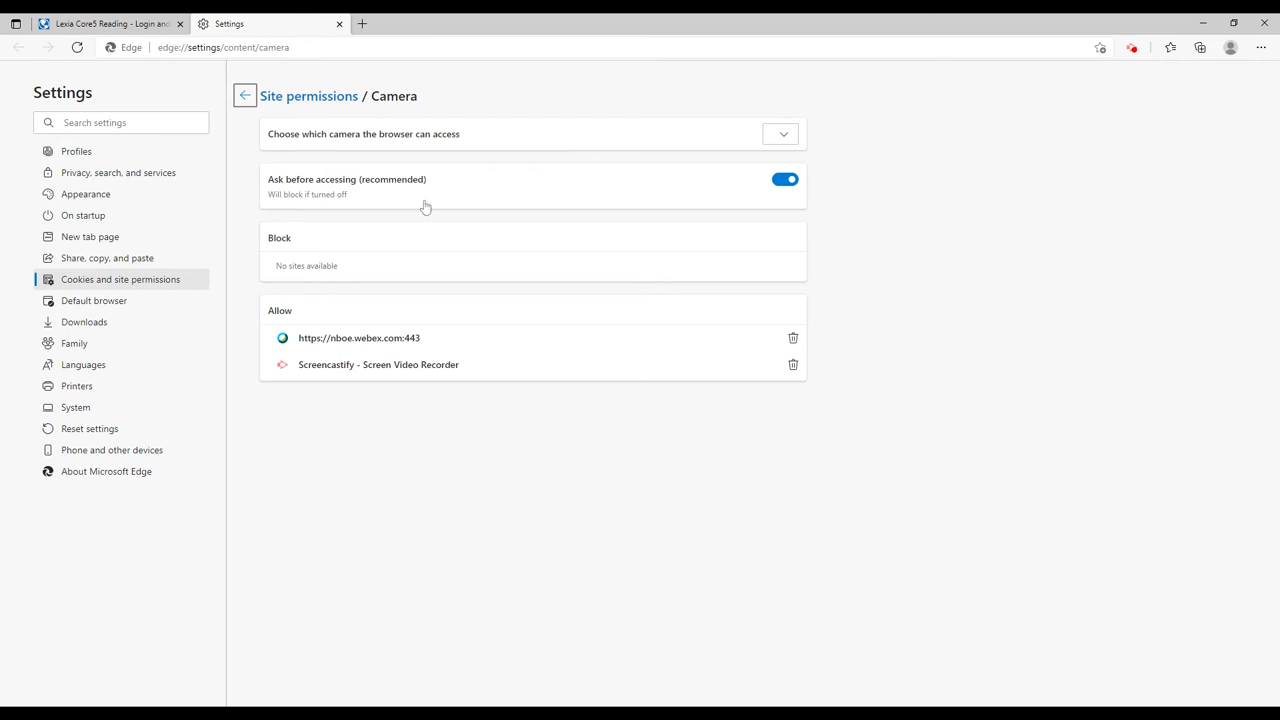 Lexia Core5 Reading - Login and
Settings
Edge
edge://settings/content/camera
Settings
Search settings
Profiles
Privacy, search, and services
Appearance
On startup
New tab page
Share, copy, and paste
Cookies and site permissions
Default browser
Downloads
Family
Languages
Printers
System
Reset settings
Phone and other devices
About Microsoft Edge
Site permissions / Camera
Choose which camera the browser can access
Ask before accessing (recommended)
Will block if turned off
Block
No sites available
Allow
https://nboe.webex.com:443
Screencastify - Screen Video Recorder